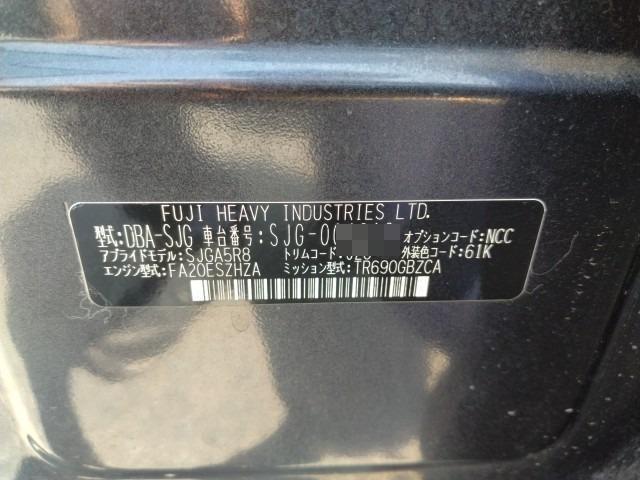 FUJI HEAVY INDUSTRIES LTD.
型式:DBA-SJG 車台番号:SJG-00 オプションコード:NCC
アプライドモデル:SJGA5R8 トリムコード: 外装色コード:61K
エンジン型式:FA20ESZHZA ミッション型式:TR690GBZCA